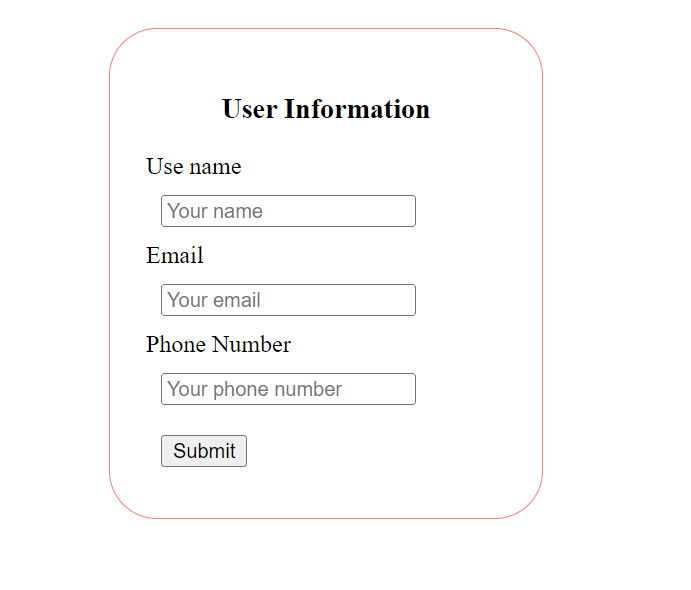 User Information
Use name
Your name
Email
Your email
Phone Number
Your phone number
Submit